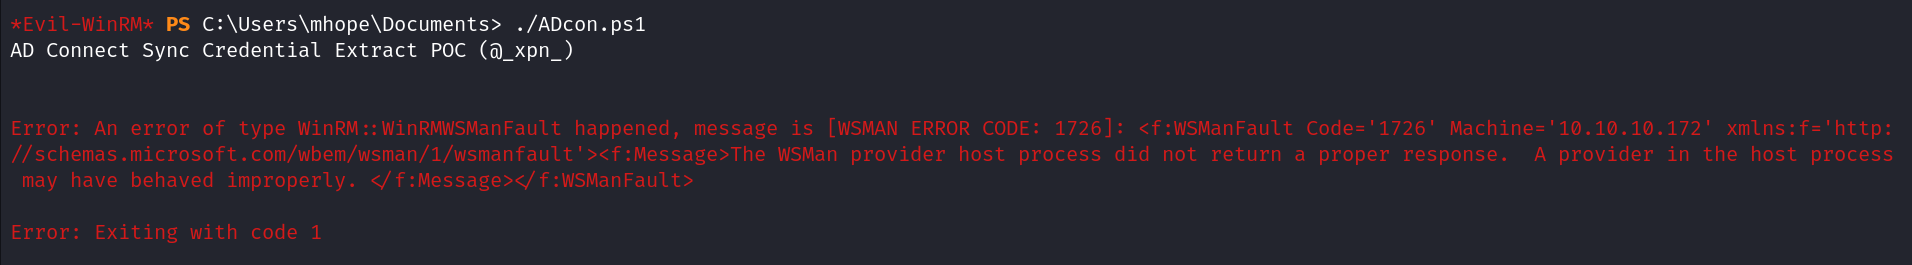 *Evil-WinRM* PS C:\Users\mhope\Documents> ./ADcon.ps1
AD Connect Sync Credential Extract POC (@_xpn_)
Error: An error of type WinRM::WinRMWSManFault happened, message is [WSMAN ERROR CODE: 1726]: <f:WSManFault Code='1726' Machine='10.10.10.172' xmlns:f='http:
//schemas.microsoft.com/wbem/wsman/1/wsmanfault'><f:Message>The WSMan provider host process did not return a proper response.  A provider in the host process
 may have behaved improperly. </f:Message></f:WSManFault>
Error: Exiting with code 1